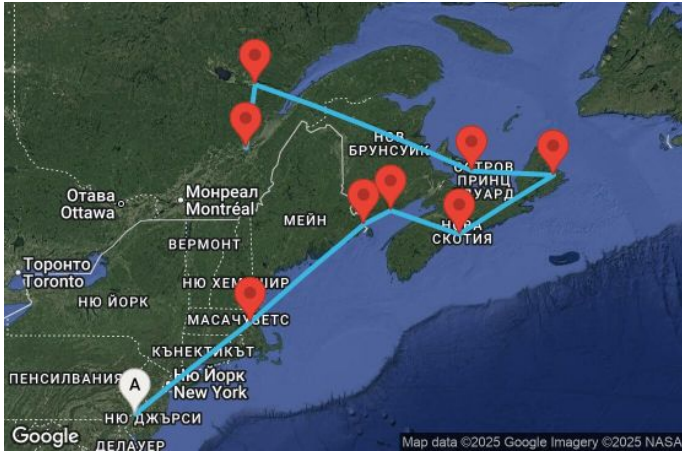 НОВ
БРУНСУИК
ОСТРОВ
ПРИНЦ
ДУАРД
Отава
Ottawa
Монреал
Montréal
МЕЙН
НОВА
СКОТИЯ
ВЕРМОНТ
Торонто
Toronto
НЮ ЙОРК
НЮ ХЕМПШИР
МАСАЧУЗЕТС
КЪНЕКТИКЪТ
ПЕНСИЛВАНИЯ
Ню Йорк
New York
A
НЮ ДЖЪРСИ
ДЕЛАУЕР
Google
Map data ©2025 Google Imagery ©2025 NASA